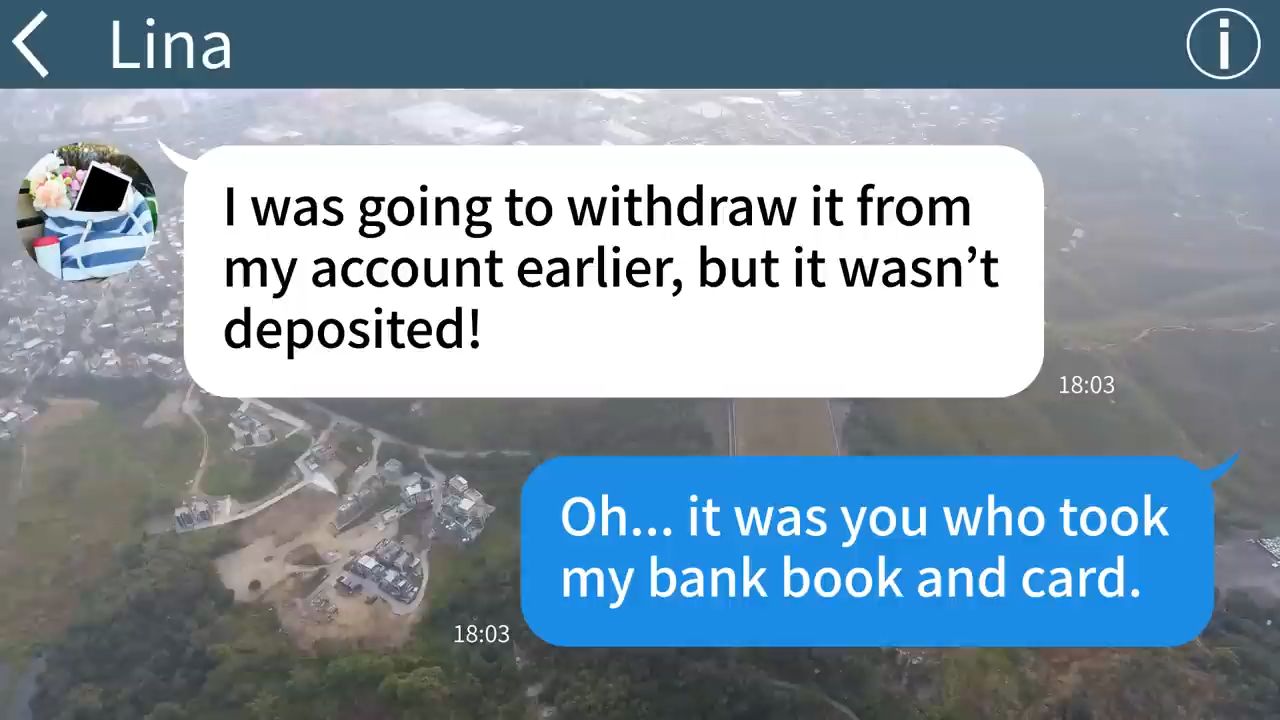 Lina
I was going to withdraw it from
my account earlier, but it wasn’t
deposited!
18:03
Oh... it was you who took
my bank book and card.
18:03